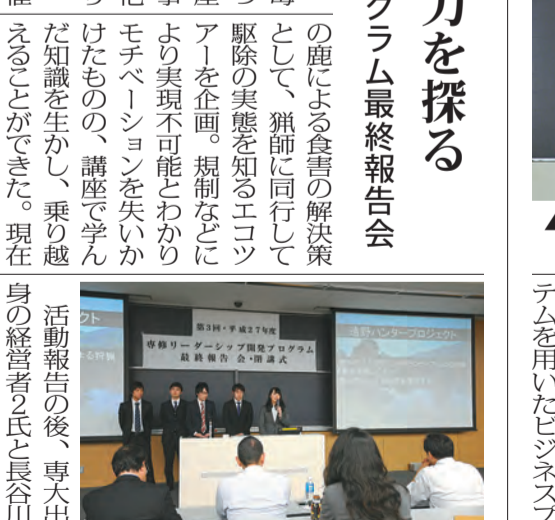 テムを用いたビジネスプ
力を探る
グラム最終報告会
の鹿による食害の解決策
として、猟師に同行して
駆除の実態を知るエコツ
アーを企画。規制などに
より実現不可能とわかり
モチベーションを失いか
けたものの、講座で学ん
だ知識を生かし、乗り越
えることができた。現在
クト
第3回・平成27年度
専修リーダーシップ開発プログラム
最終報告会・閉講式
遠野ハンタープロジェクト
活動報告の後、専大出
身の経営者2氏と長谷川